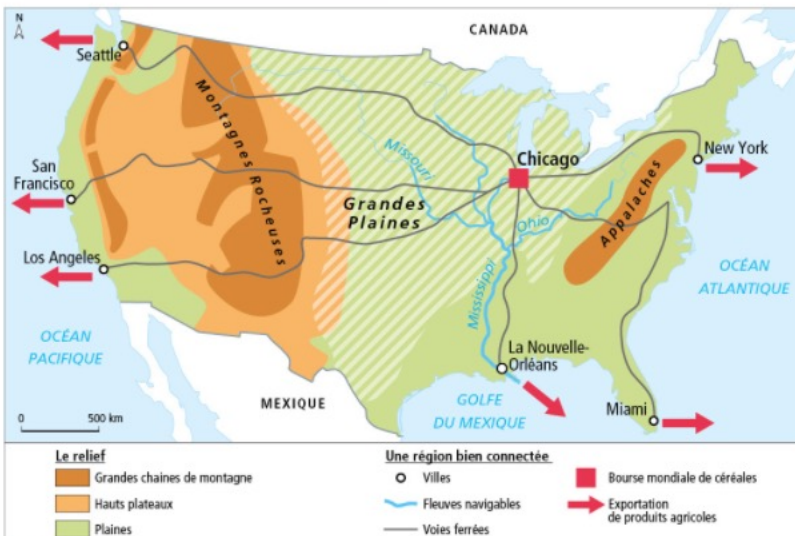 N
CANADA
Seattle
Montagnes Rocheuses
Missouri
Chicago
New York
San
Francisco
Grandes
Plaines
Ohio
Appalaches
Los Angeles
Mississippi
OCÉAN
ATLANTIQUE
OCÉAN
PACIFIQUE
La Nouvelle-
Orléans
MEXIQUE
GOLFE
DU MEXIQUE
Miami
0 500 km
Le relief
Grandes chaines de montagne
Hauts plateaux
Plaines
Une région bien connectée
Villes
Fleuves navigables
Voies ferrées
Bourse mondiale de céréales
Exportation
de produits agricoles